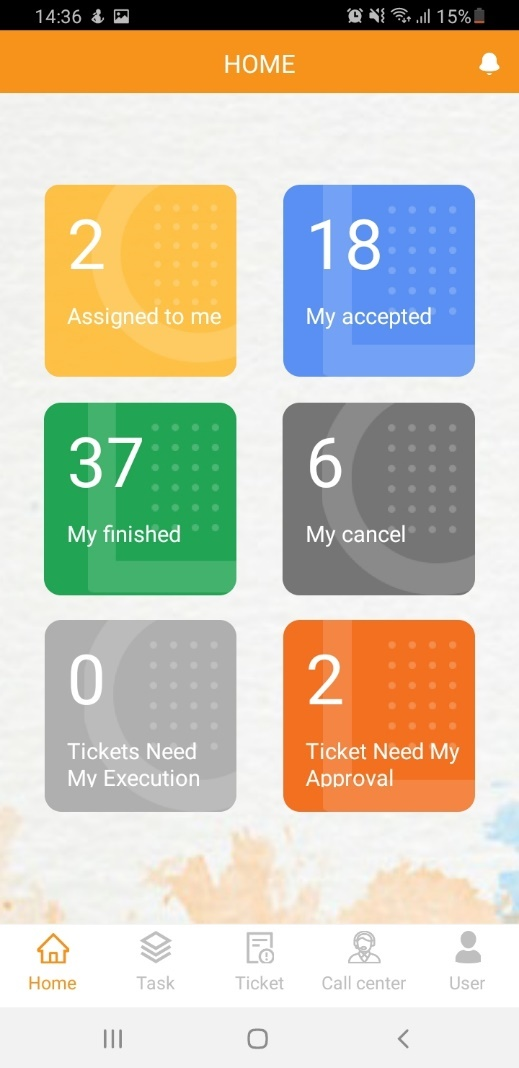 14:36
15%
HOME
2
Assigned to me
18
My accepted
37
My finished
6
My cancel
0
Tickets Need
My Execution
2
Ticket Need My
Approval
Home
Task
Ticket
Call center
User